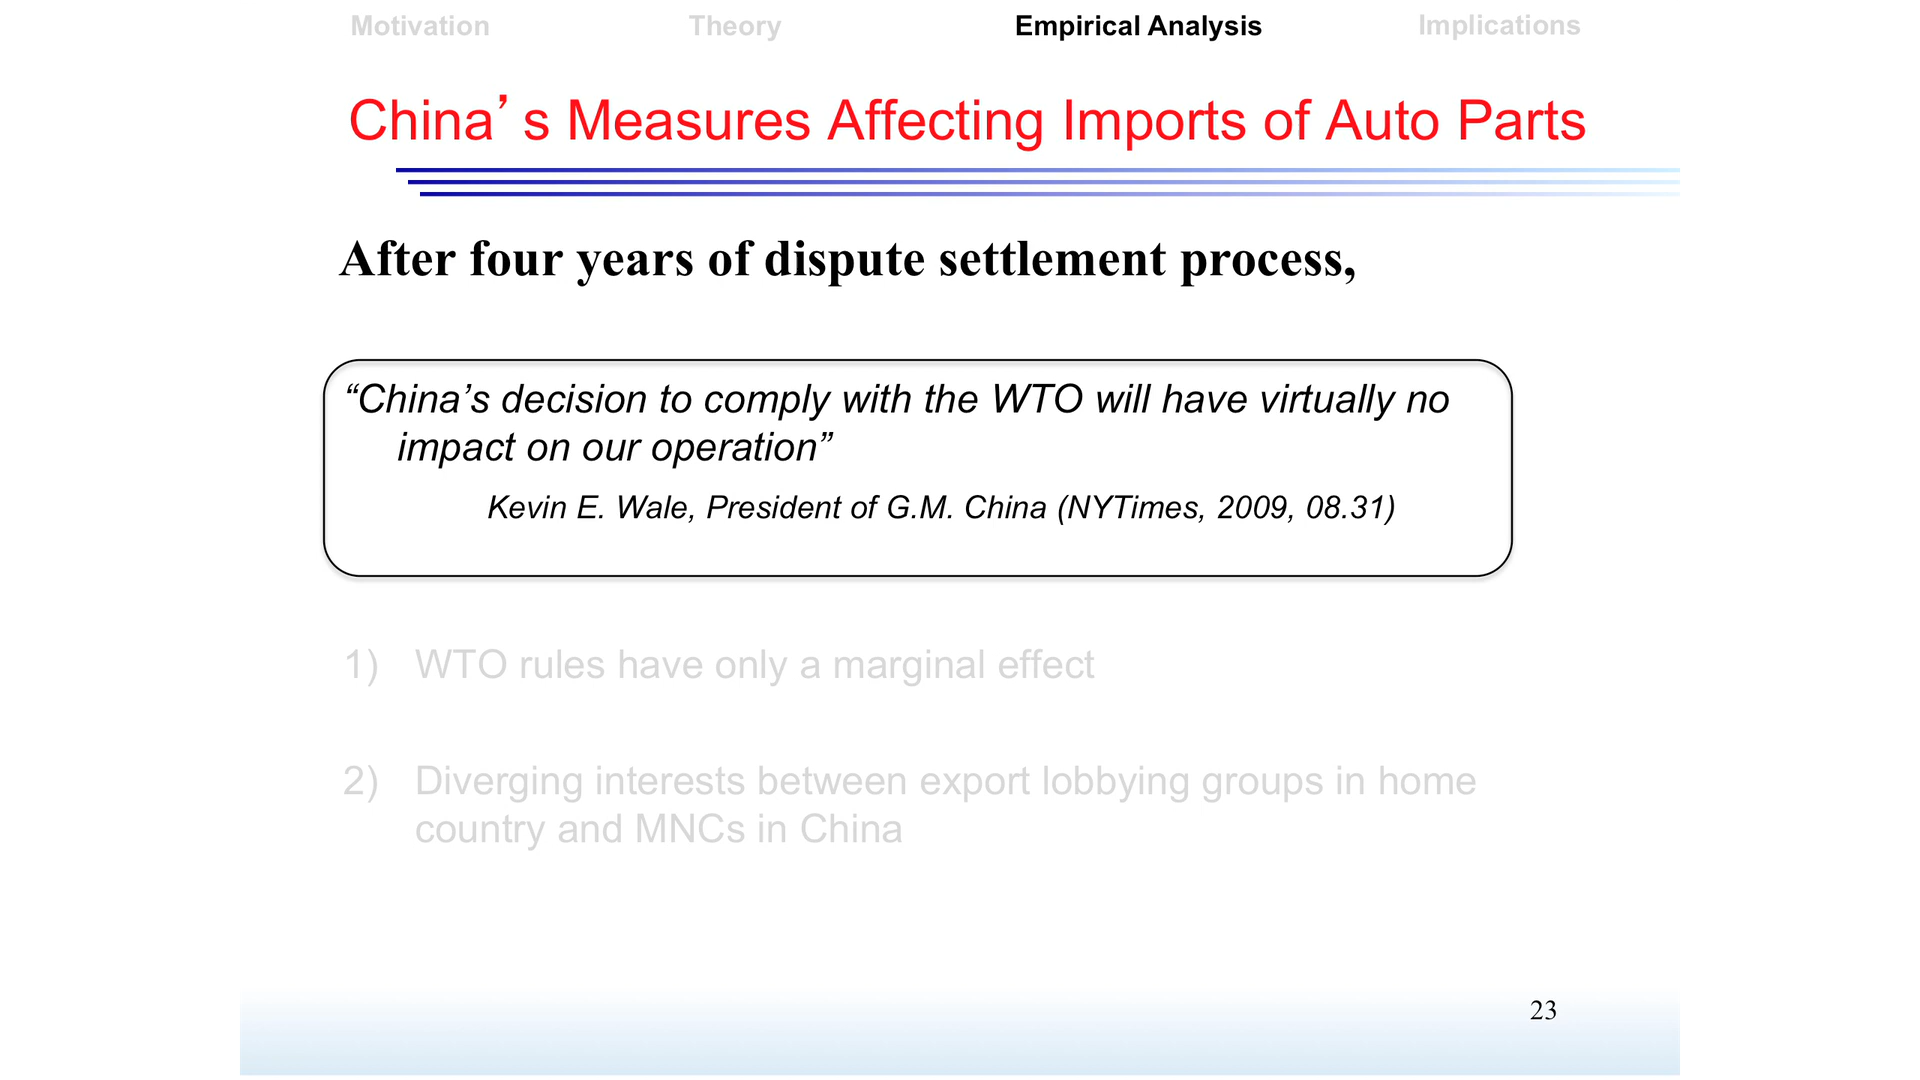 Motivation Theory Empirical Analysis Implications
China’s Measures Affecting Imports of Auto Parts
After four years of dispute settlement process,
“China’s decision to comply with the WTO will have virtually no
impact on our operation”
Kevin E. Wale, President of G.M. China (NYTimes, 2009, 08.31)
1) WTO rules have only a marginal effect
2) Diverging interests between export lobbying groups in home
country and MNCs in China
23